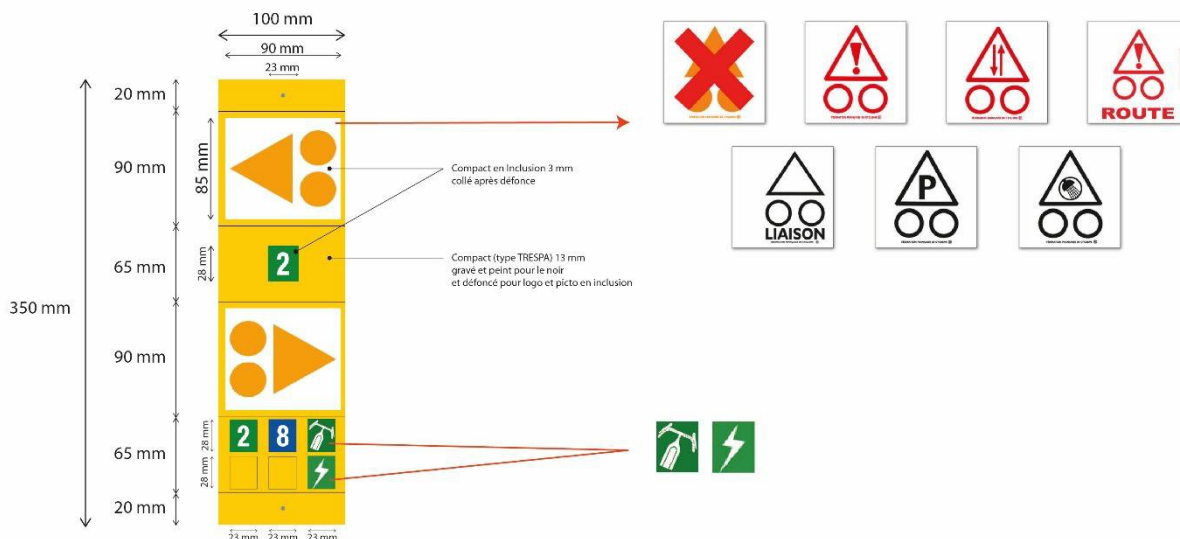 100 mm
90 mm
23 mm
20 mm
90 mm
85 mm
65 mm
28 mm
2
350 mm
90 mm
65 mm
28 mm
28 mm
2 8
20 mm
23 mm 23 mm 23 mm
Compact en Inclusion 3 mm
collé après défonce
Compact (type TRESPA) 13 mm
gravé et peint pour le noir
et défoncé pour logo et picto en inclusion
!
!
ROUTE
LIAISON
P